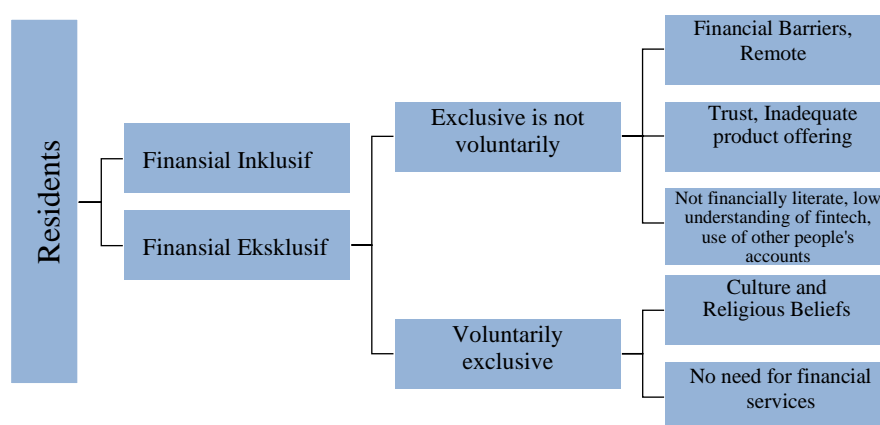 Residents
Finansial Inklusif
Finansial Eksklusif
Exclusive is not
voluntarily
Voluntarily
exclusive
Financial Barriers,
Remote
Trust, Inadequate
product offering
Not financially literate, low
understanding of fintech,
use of other people's
accounts
Culture and
Religious Beliefs
No need for financial
services